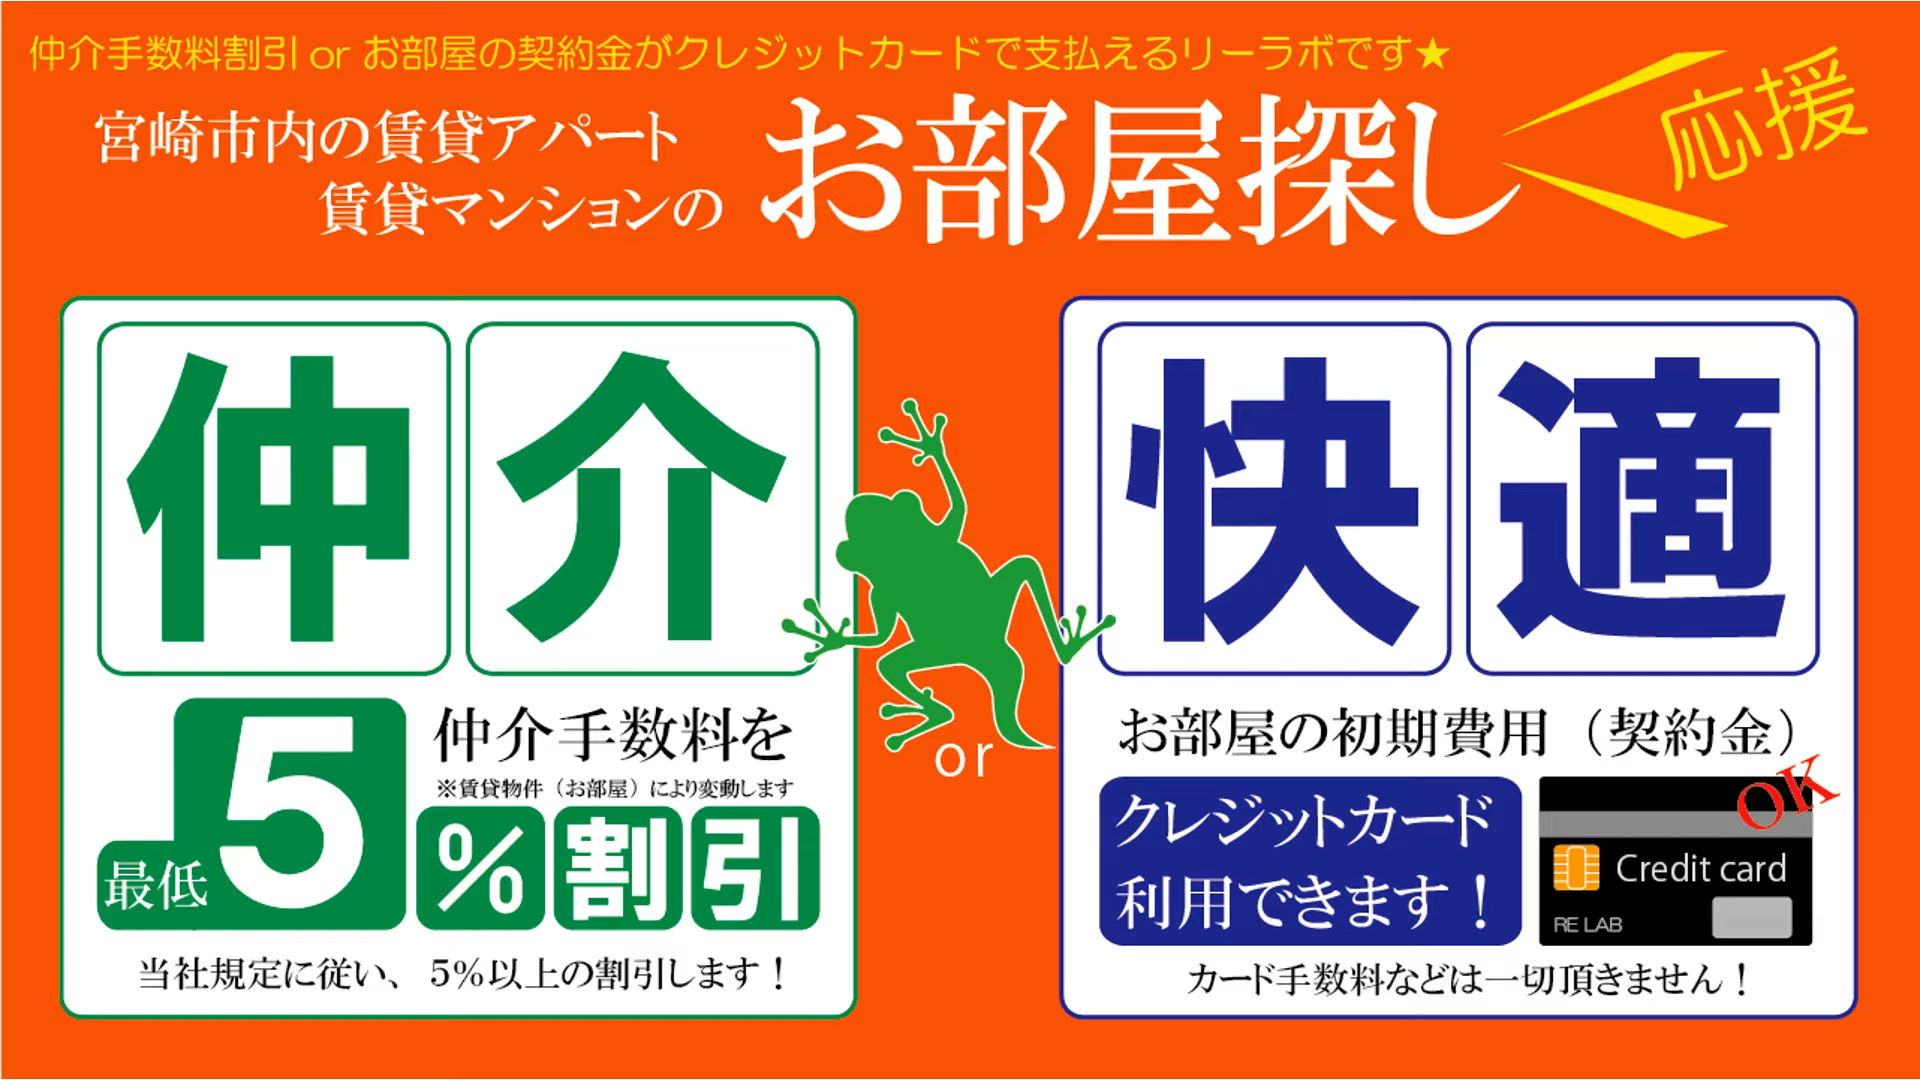 仲介手数料割引 or お部屋の契約金がクレジットカードで支払えるリーラボです★
宮崎市内の賃貸アパート
賃貸マンションの
お部屋探し
応援
仲介
最低5%割引
仲介手数料を
※賃貸物件（お部屋）により変動します
当社規定に従い、5%以上の割引します！
or
快適
お部屋の初期費用（契約金）
クレジットカード
利用できます！
OK
Credit card
RE LAB
カード手数料などは一切頂きません！